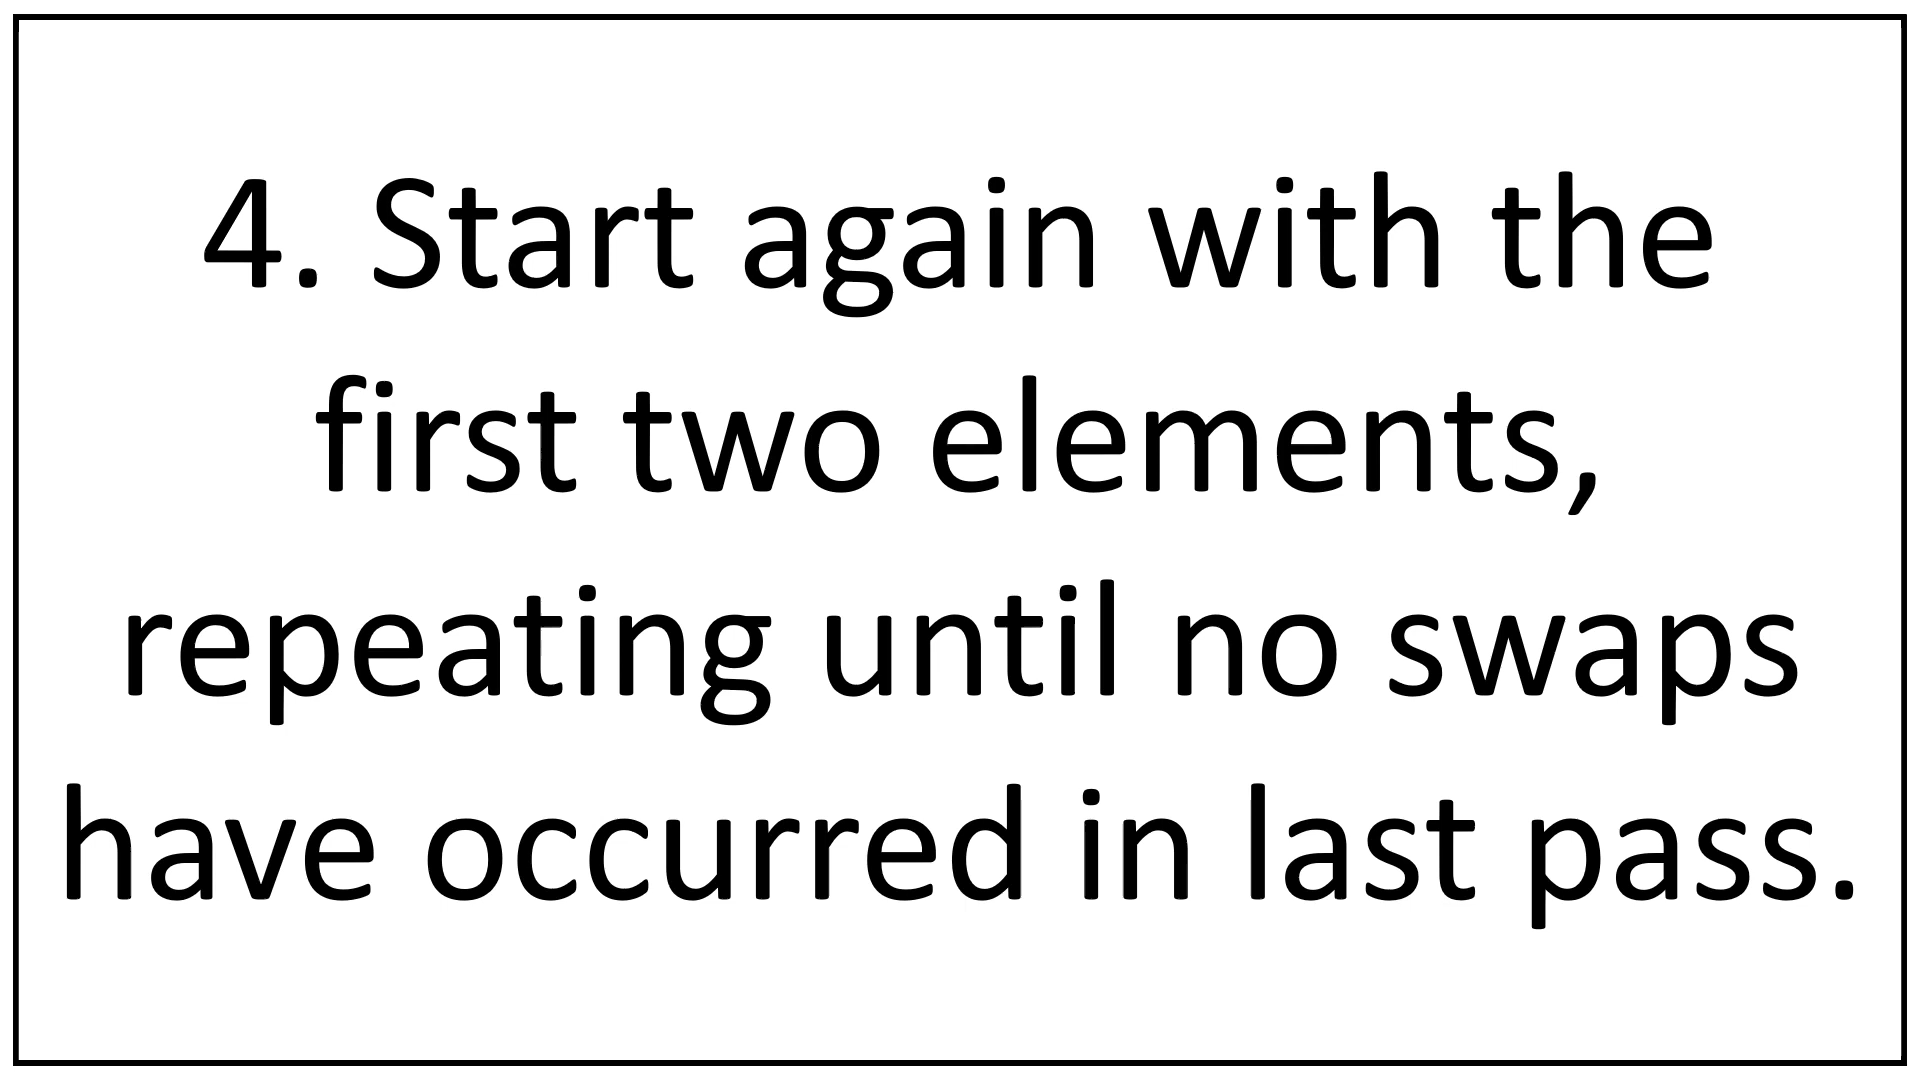 4. Start again with the
first two elements,
repeating until no swaps
have occurred in last pass.